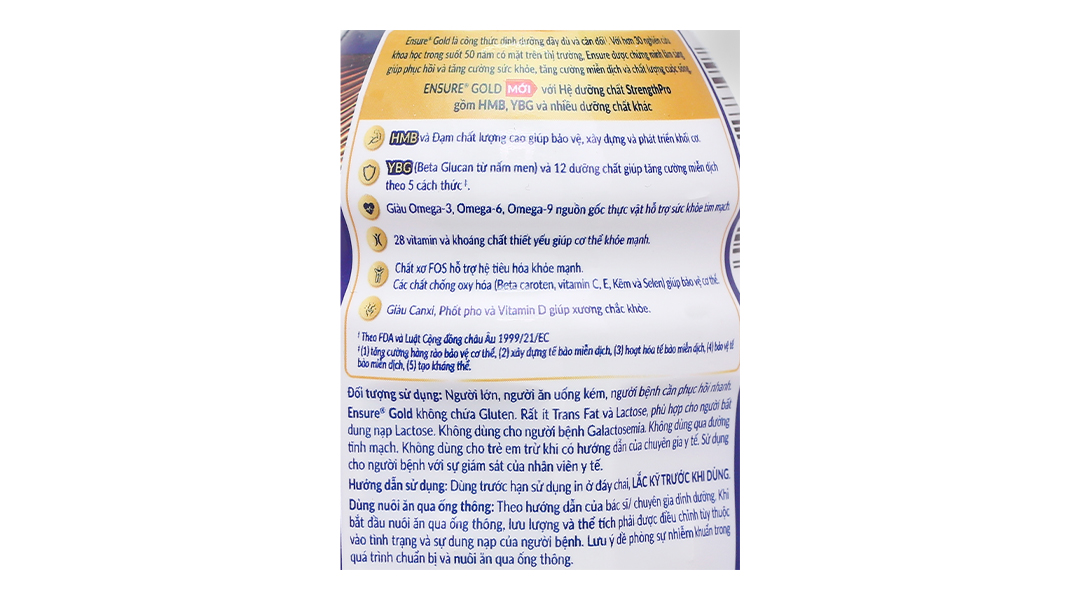 Ensure® Gold là công thức dinh dưỡng đầy đủ và cân đối¹ Với hơn 30 nghiên cứu
khoa học trong suốt 50 năm có mặt trên thị trường, Ensure được chứng minh lâm sàng
giúp phục hồi và tăng cường sức khỏe, tăng cường miễn dịch và chất lượng cuộc sống.
ENSURE® GOLD MỚI với Hệ dưỡng chất StrengthPro
gồm HMB, YBG và nhiều dưỡng chất khác
HMB và Đạm chất lượng cao giúp bảo vệ, xây dựng và phát triển khối cơ.
YBG (Beta Glucan từ nấm men) và 12 dưỡng chất giúp tăng cường miễn dịch
theo 5 cách thức ‡.
Giàu Omega-3, Omega-6, Omega-9 nguồn gốc thực vật hỗ trợ sức khỏe tim mạch.
28 vitamin và khoáng chất thiết yếu giúp cơ thể khỏe mạnh.
Chất xơ FOS hỗ trợ hệ tiêu hóa khỏe mạnh.
Các chất chống oxy hóa (Beta caroten, vitamin C, E, Kẽm và Selen) giúp bảo vệ cơ thể.
Giàu Canxi, Phốt pho và Vitamin D giúp xương chắc khỏe.
¹ Theo FDA và Luật Cộng đồng châu Âu 1999/21/EC
‡ (1) tăng cường hàng rào bảo vệ cơ thể, (2) xây dựng tế bào miễn dịch, (3) hoạt hóa tế bào miễn dịch, (4) bảo vệ tế
bào miễn dịch, (5) tạo kháng thể.
Đối tượng sử dụng: Người lớn, người ăn uống kém, người bệnh cần phục hồi nhanh.
Ensure® Gold không chứa Gluten. Rất ít Trans Fat và Lactose, phù hợp cho người bất
dung nạp Lactose. Không dùng cho người bệnh Galactosemia. Không dùng qua đường
tĩnh mạch. Không dùng cho trẻ em trừ khi có hướng dẫn của chuyên gia y tế. Sử dụng
cho người bệnh với sự giám sát của nhân viên y tế.
Hướng dẫn sử dụng: Dùng trước hạn sử dụng in ở đáy chai, LẮC KỸ TRƯỚC KHI DÙNG.
Dùng nuôi ăn qua ống thông: Theo hướng dẫn của bác sĩ/ chuyên gia dinh dưỡng. Khi
bắt đầu nuôi ăn qua ống thông, lưu lượng và thể tích phải được điều chỉnh tùy thuộc
vào tình trạng và sự dung nạp của người bệnh. Lưu ý đề phòng sự nhiễm khuẩn trong
quá trình chuẩn bị và nuôi ăn qua ống thông.